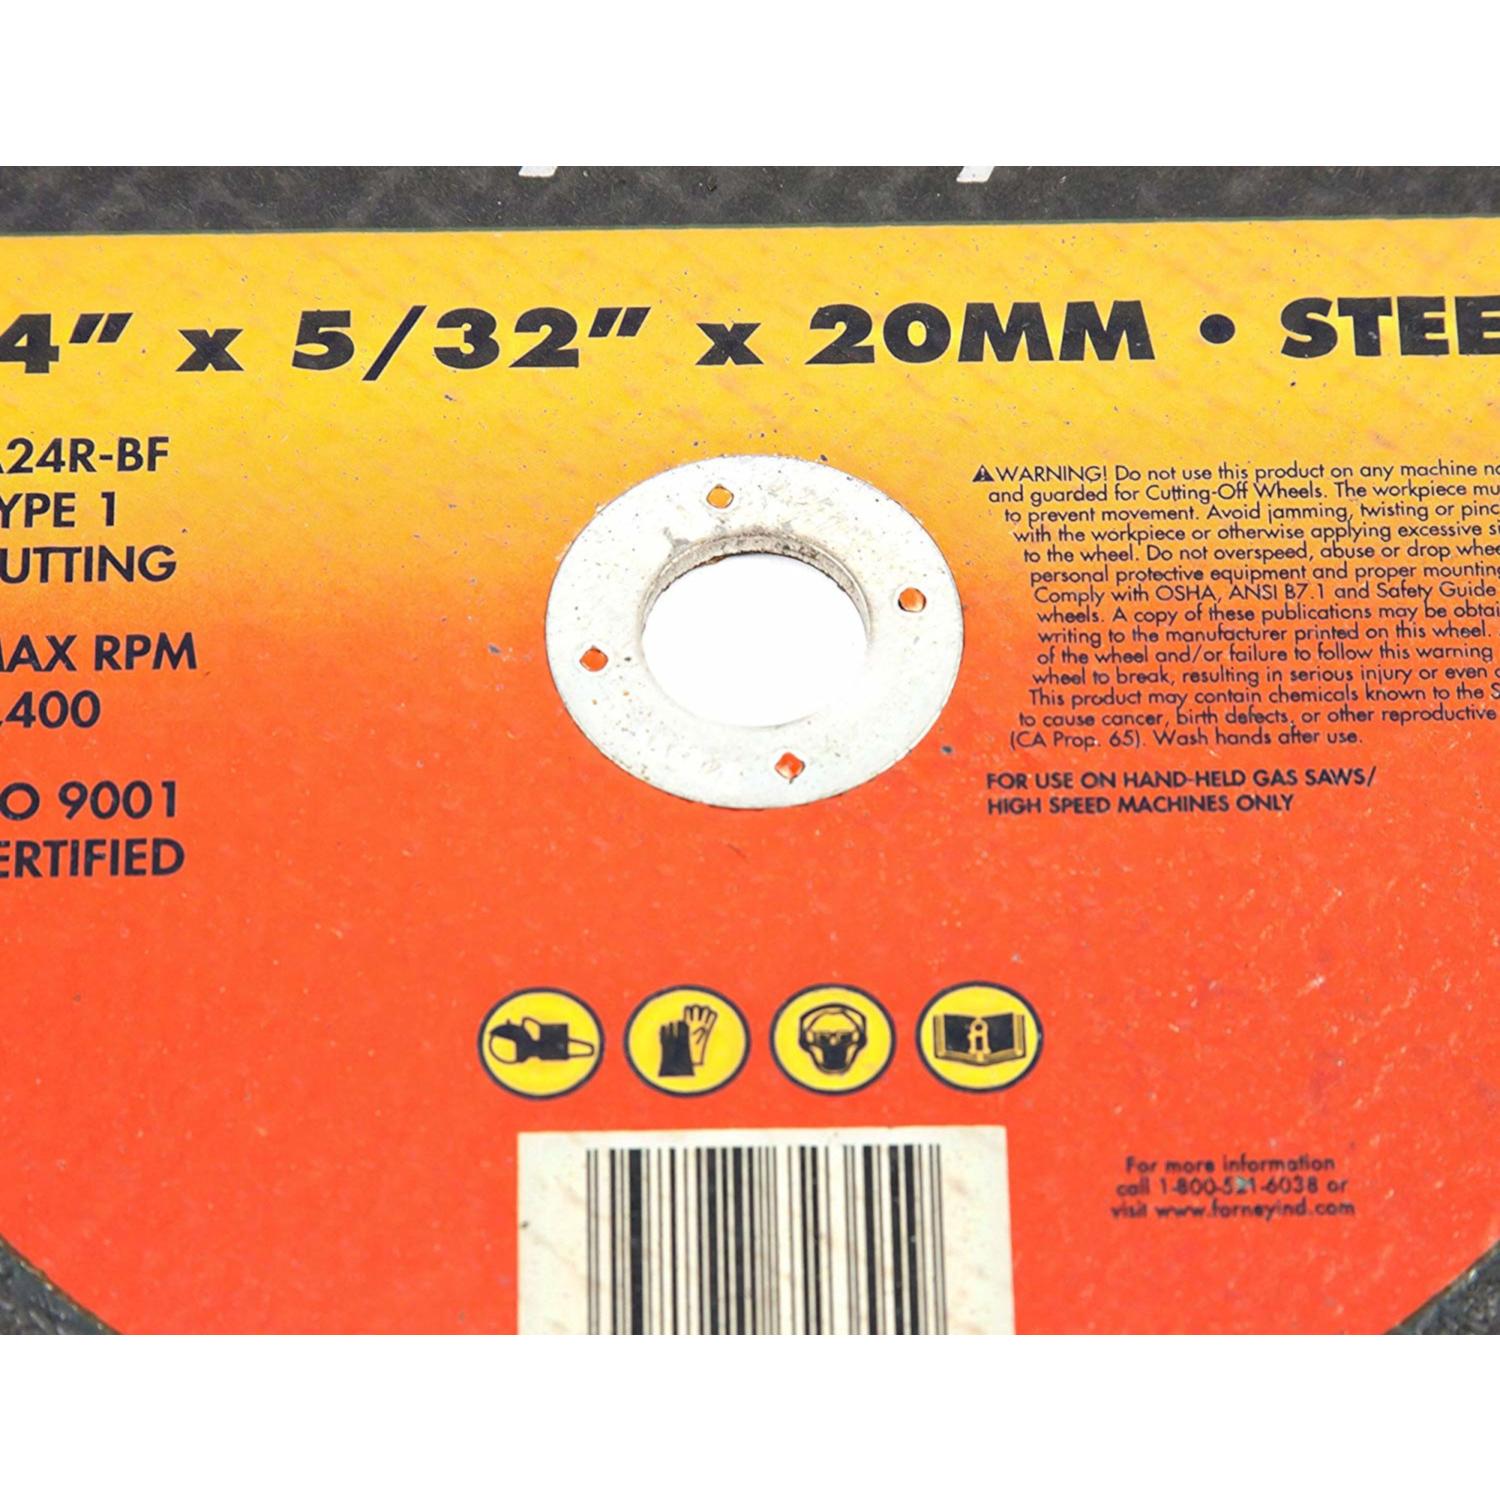 4" x 5/32" x 20MM • STEE
A24R-BF
YPE 1
UTTING
MAX RPM
,400
O 9001
ERTIFIED
⚠WARNING! Do not use this product on any machine no
and guarded for Cutting-Off Wheels. The workpiece mu
to prevent movement. Avoid jamming, twisting or pinc
with the workpiece or otherwise applying excessive si
to the wheel. Do not overspeed, abuse or drop whee
personal protective equipment and proper mounting
Comply with OSHA, ANSI B7.1 and Safety Guide
wheels. A copy of these publications may be obtai
writing to the manufacturer printed on this wheel.
of the wheel and/or failure to follow this warning
wheel to break, resulting in serious injury or even
This product may contain chemicals known to the S
to cause cancer, birth defects, or other reproductive
(CA Prop. 65). Wash hands after use.
FOR USE ON HAND-HELD GAS SAWS/
HIGH SPEED MACHINES ONLY
For more information
call 1-800-521-6038 or
visit www.forneyind.com